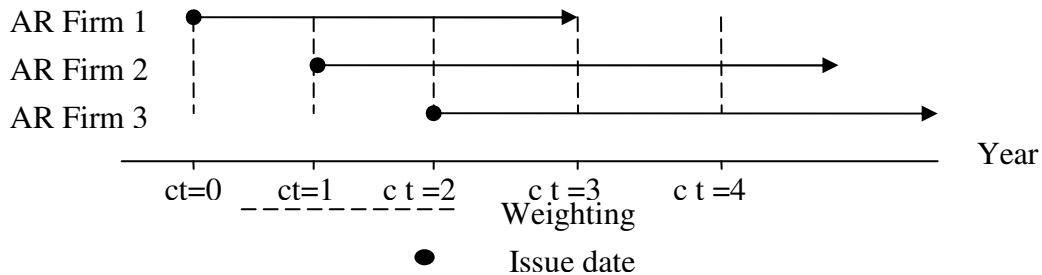 AR Firm 1
AR Firm 2
AR Firm 3
Year
ct=0 ct=1 c t =2 c t =3 c t =4
Weighting
Issue date